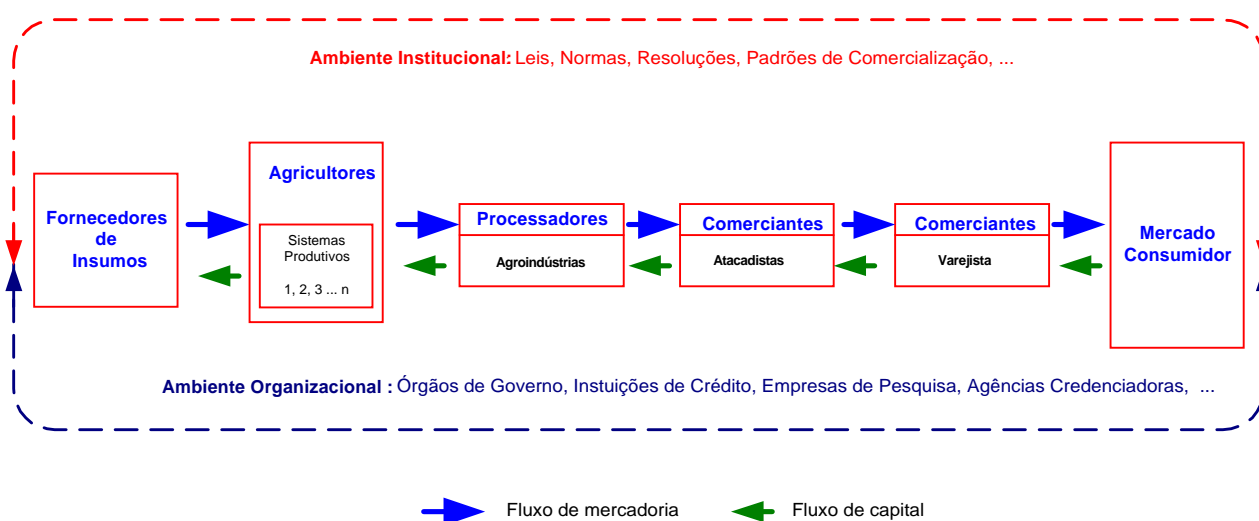 Ambiente Institucional: Leis, Normas, Resoluções, Padrões de Comercialização, ...
Fornecedores
de
Insumos
Agricultores
Sistemas
Produtivos
1, 2, 3 ... n
Processadores
Agroindústrias
Comerciantes
Atacadistas
Comerciantes
Varejista
Mercado
Consumidor
Ambiente Organizacional : Órgãos de Governo, Instuições de Crédito, Empresas de Pesquisa, Agências Credenciadoras, ...
Fluxo de mercadoria
Fluxo de capital